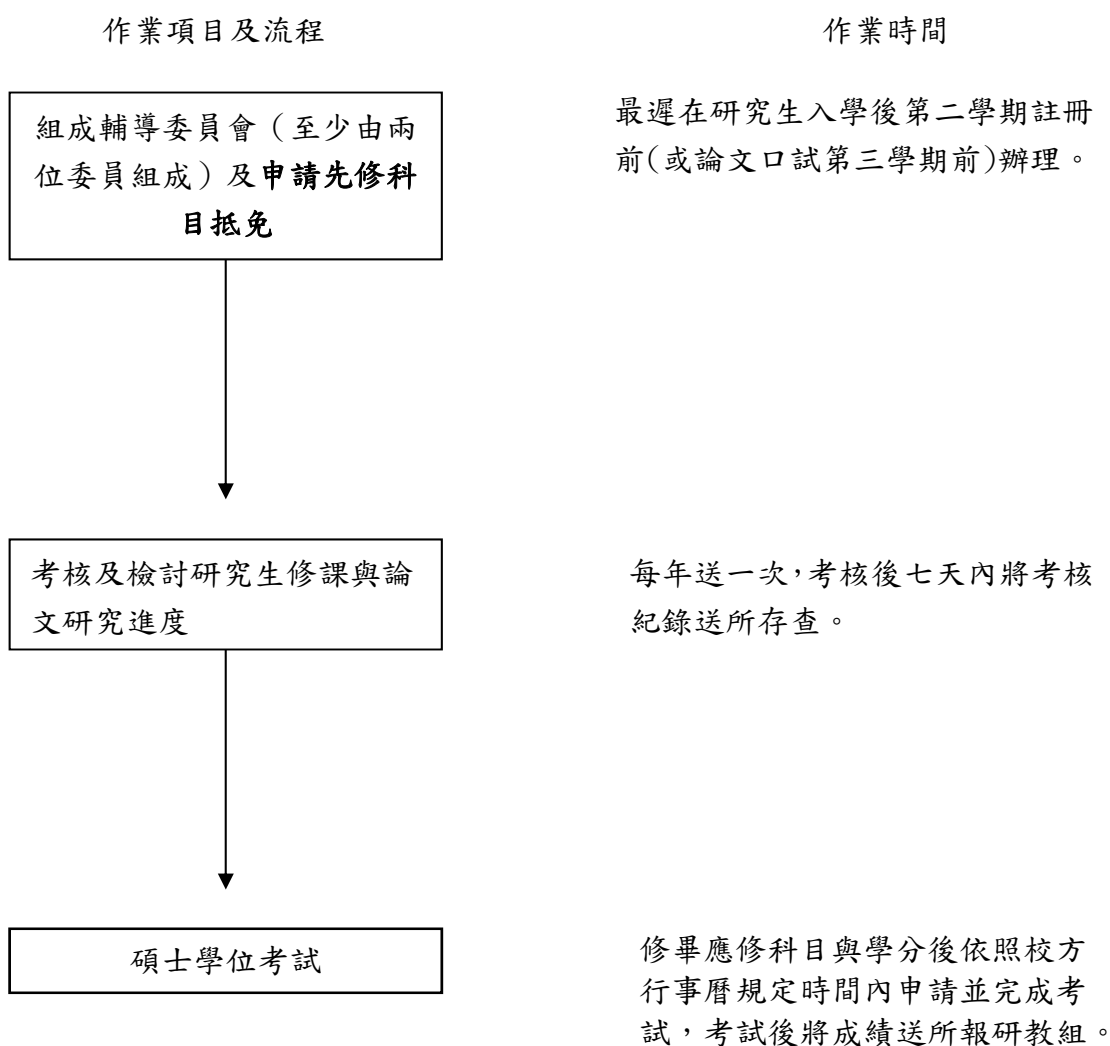 作業項目及流程
作業時間
組成輔導委員會（至少由兩
位委員組成）及申請先修科
目抵免
最遲在研究生入學後第二學期註冊
前(或論文口試第三學期前)辦理。
考核及檢討研究生修課與論
文研究進度
每年送一次，考核後七天內將考核
紀錄送所存查。
碩士學位考試
修畢應修科目與學分後依照校方
行事曆規定時間內申請並完成考
試，考試後將成績送所報研教組。